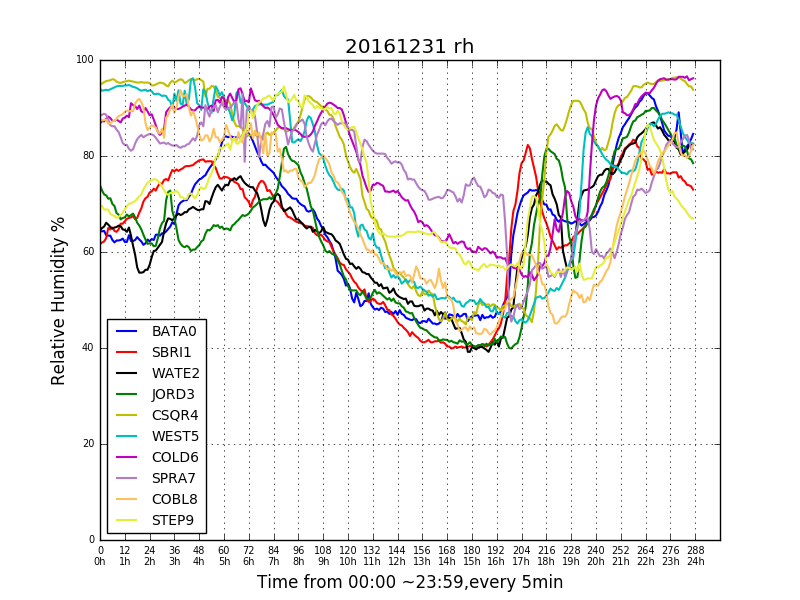 20161231 rh
100
80
60
40
20
0
Relative Humidity %
BATA0
SBRI1
WATE2
JORD3
CSQR4
WEST5
COLD6
SPRA7
COBL8
STEP9
0 12 24 36 48 60 72 84 96 108 120 132 144 156 168 180 192 204 216 228 240 252 264 276 288
0h 1h 2h 3h 4h 5h 6h 7h 8h 9h 10h 11h 12h 13h 14h 15h 16h 17h 18h 19h 20h 21h 22h 23h 24h
Time from 00:00 ~23:59,every 5min